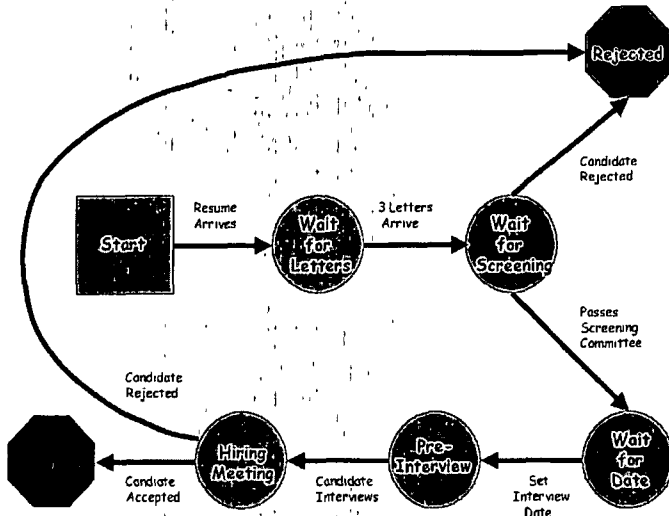 Rejected
Candidate
Rejected
Start
Resume
Arrives
Wait
for
Letters
3 Letters
Arrive
Wait
for
Screening
Passes
Screening
Committee
Candidate
Rejected
Hiring
Meeting
Candiate
Accepted
Candidate
Interviews
Pre-
Interview
Set
Interview
Date
Wait
for
Date